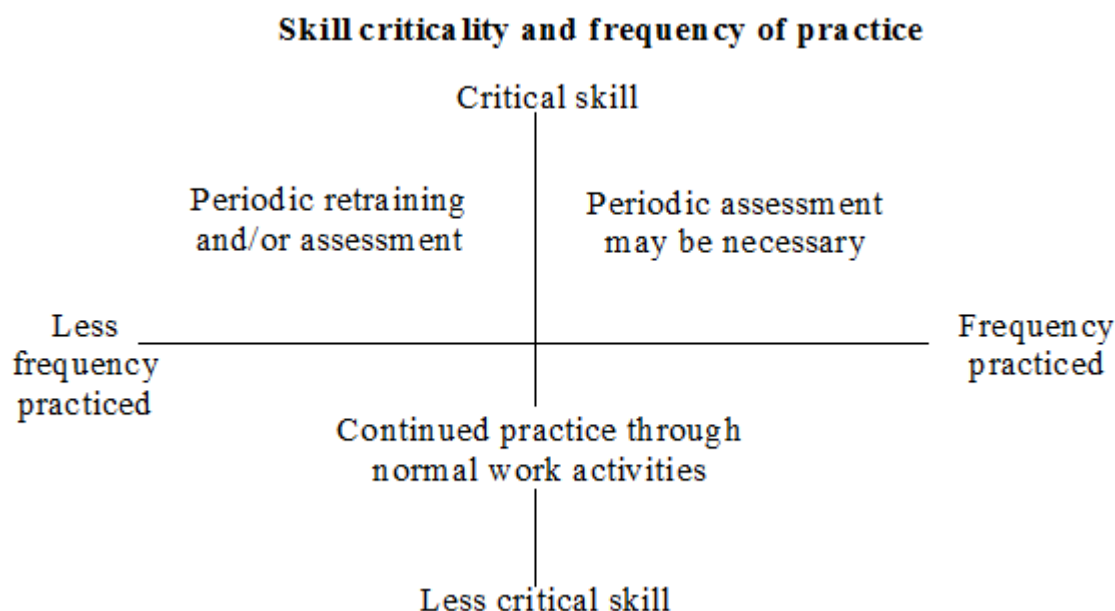 Skill criticality and frequency of practice
Critical skill
Periodic retraining
and/or assessment
Periodic assessment
may be necessary
Less
frequency
practiced
Frequency
practiced
Continued practice through
normal work activities
Less critical skill